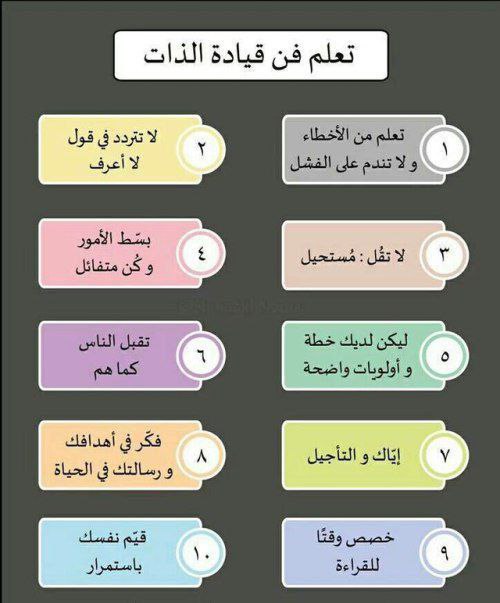 تعلم فن قيادة الذات
١
تعلم من الأخطاء
و لا تندم على الفشل
٢
لا تتردد في قول
لا أعرف
٣
لا تقُل : مُستحيل
٤
بسّط الأمور
و كُن متفائل
٥
ليكن لديك خطة
و أولويات واضحة
٦
تقبل الناس
كما هم
٧
إيّاك و التأجيل
٨
فكّر في أهدافك
و رسالتك في الحياة
٩
خصص وقتًا
للقراءة
١٠
قيّم نفسك
باستمرار